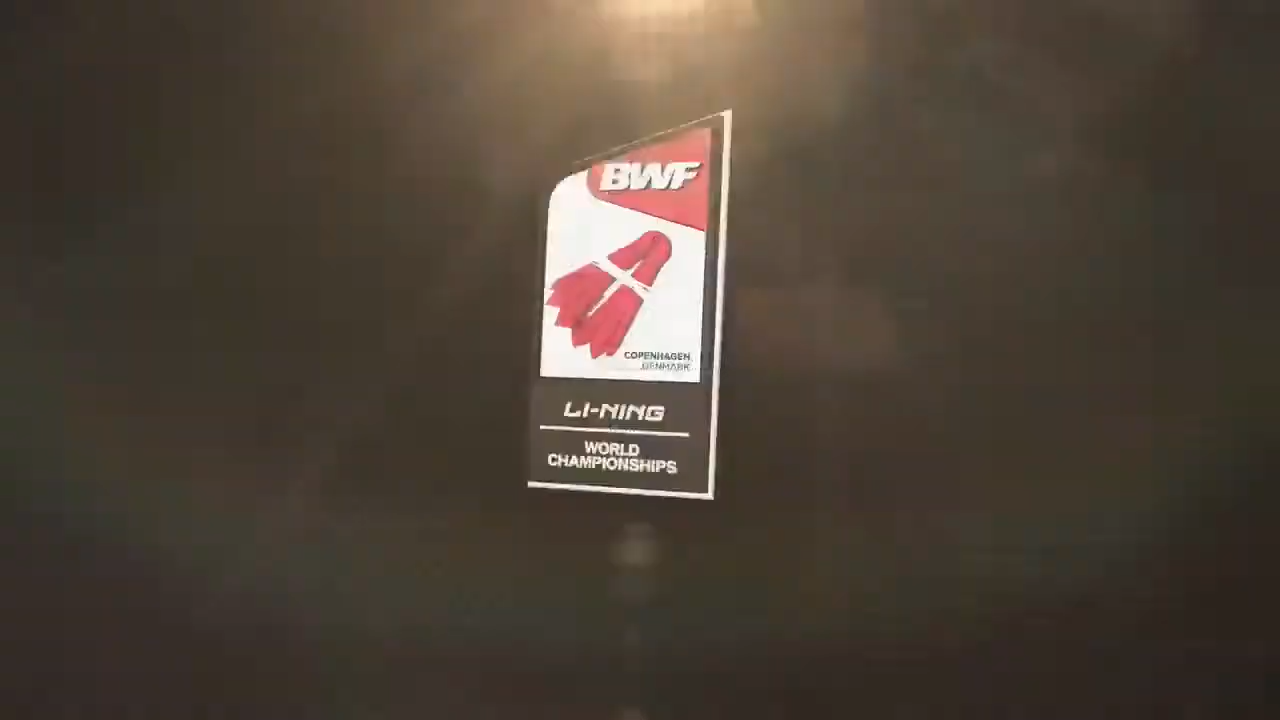 BWF
COPENHAGEN,
DENMARK
LI-NING
WORLD
CHAMPIONSHIPS